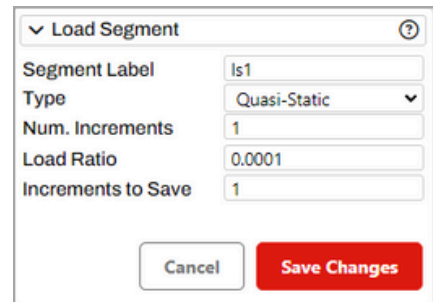 Load Segment
Segment Label ls1
Type Quasi-Static
Num. Increments 1
Load Ratio 0.0001
Increments to Save 1
Cancel Save Changes